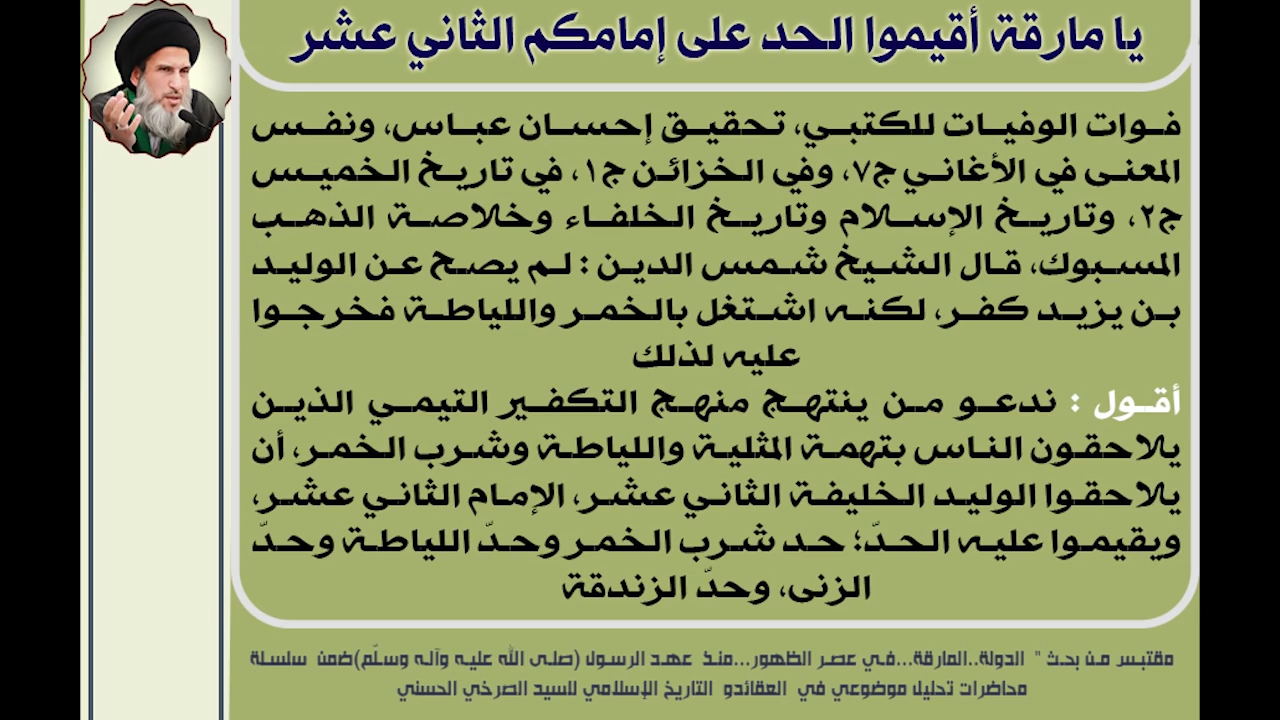 يا مارقة أقيموا الحد على إمامكم الثاني عشر
فوات الوفيات للكتبي، تحقيق إحسان عباس، ونفس
المعنى في الأغاني ج٧، وفي الخزائن ج١، في تاريخ الخميس
ج٢، وتاريخ الإسلام وتاريخ الخلفاء وخلاصة الذهب
المسبوك، قال الشيخ شمس الدين : لم يصح عن الوليد
بن يزيد كفر، لكنه اشتغل بالخمر واللياطة فخرجوا
عليه لذلك
أقول : ندعو من ينتهج منهج التكفير التيمي الذين
يلاحقون الناس بتهمة المثلية واللياطة وشرب الخمر، أن
يلاحقوا الوليد الخليفة الثاني عشر، الإمام الثاني عشر،
ويقيموا عليه الحدّ؛ حد شرب الخمر وحدّ اللياطة وحدّ
الزنى، وحدّ الزندقة
مقتبس من بحث " الدولة..المارقة...في عصر الظهور...منذ عهد الرسول (صلى الله عليه وآله وسلّم)ضمن سلسلة
محاضرات تحليل موضوعي في العقائدو التاريخ الإسلامي للسيد الصرخي الحسني